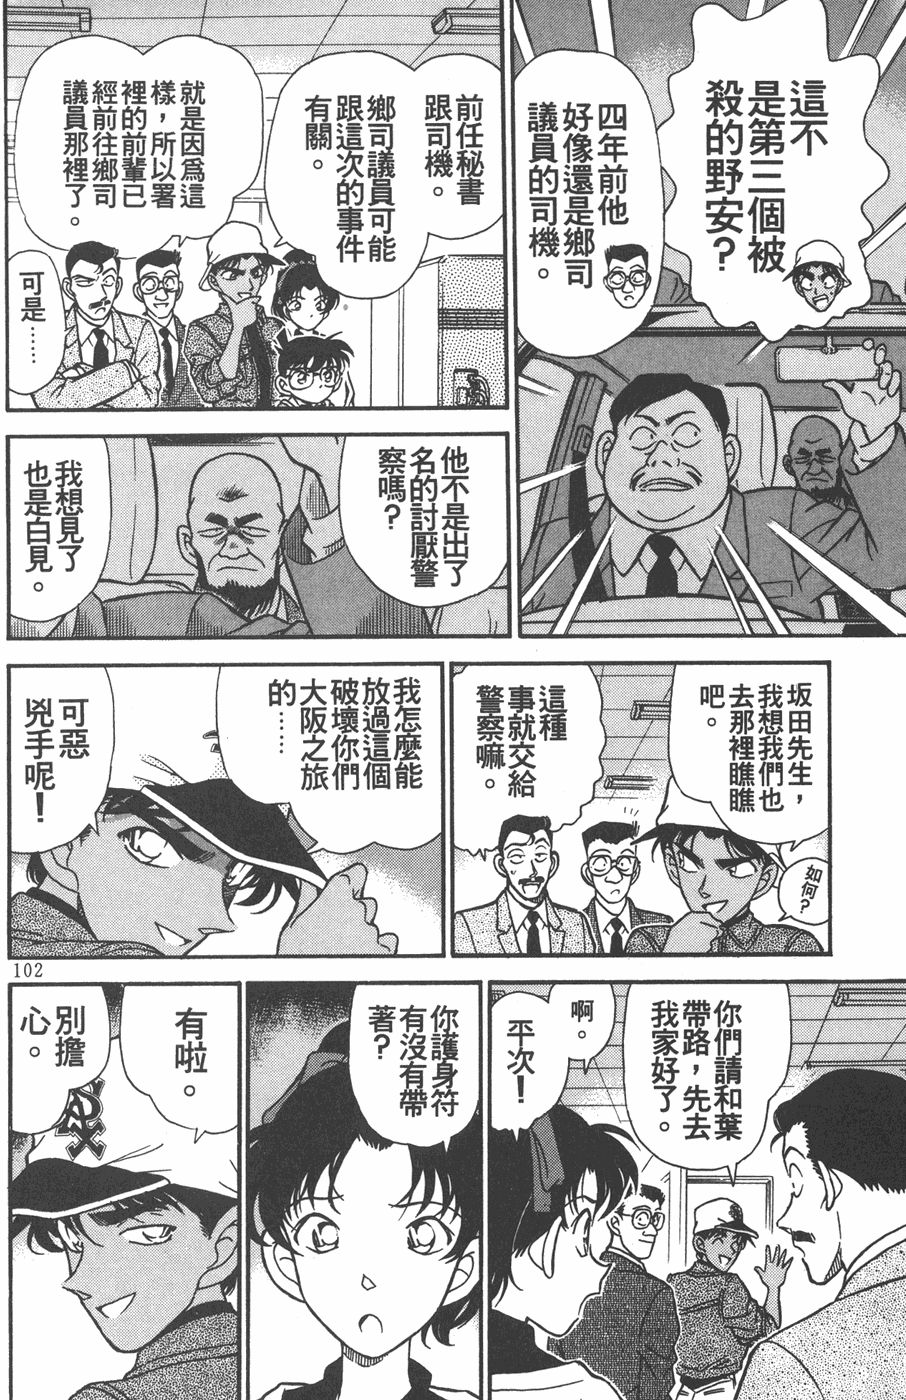 這不
是第三個被
殺的野安？
四年前他
好像還是鄉司
議員的司機。
前任秘書
跟司機。
鄉司議員可能
跟這次的事件
有關。
就是因爲這
樣，所以署
裡的前輩已
經前往鄉司
議員那裡了。
可是……
他不是出了
名的討厭警
察嗎？
我想見了
也是白見。
坂田先生，
我想我們也
去那裡瞧瞧
吧。
如何？
這種
事就交給
警察嘛。
我怎麼能
放過這個
破壞你們
大阪之旅
的……
可惡
兇手呢！
102
你們請和葉
帶路，先去
我家好了。
啊。
平次！
你護身符
有沒有帶
著？
有啦。
別擔
心。